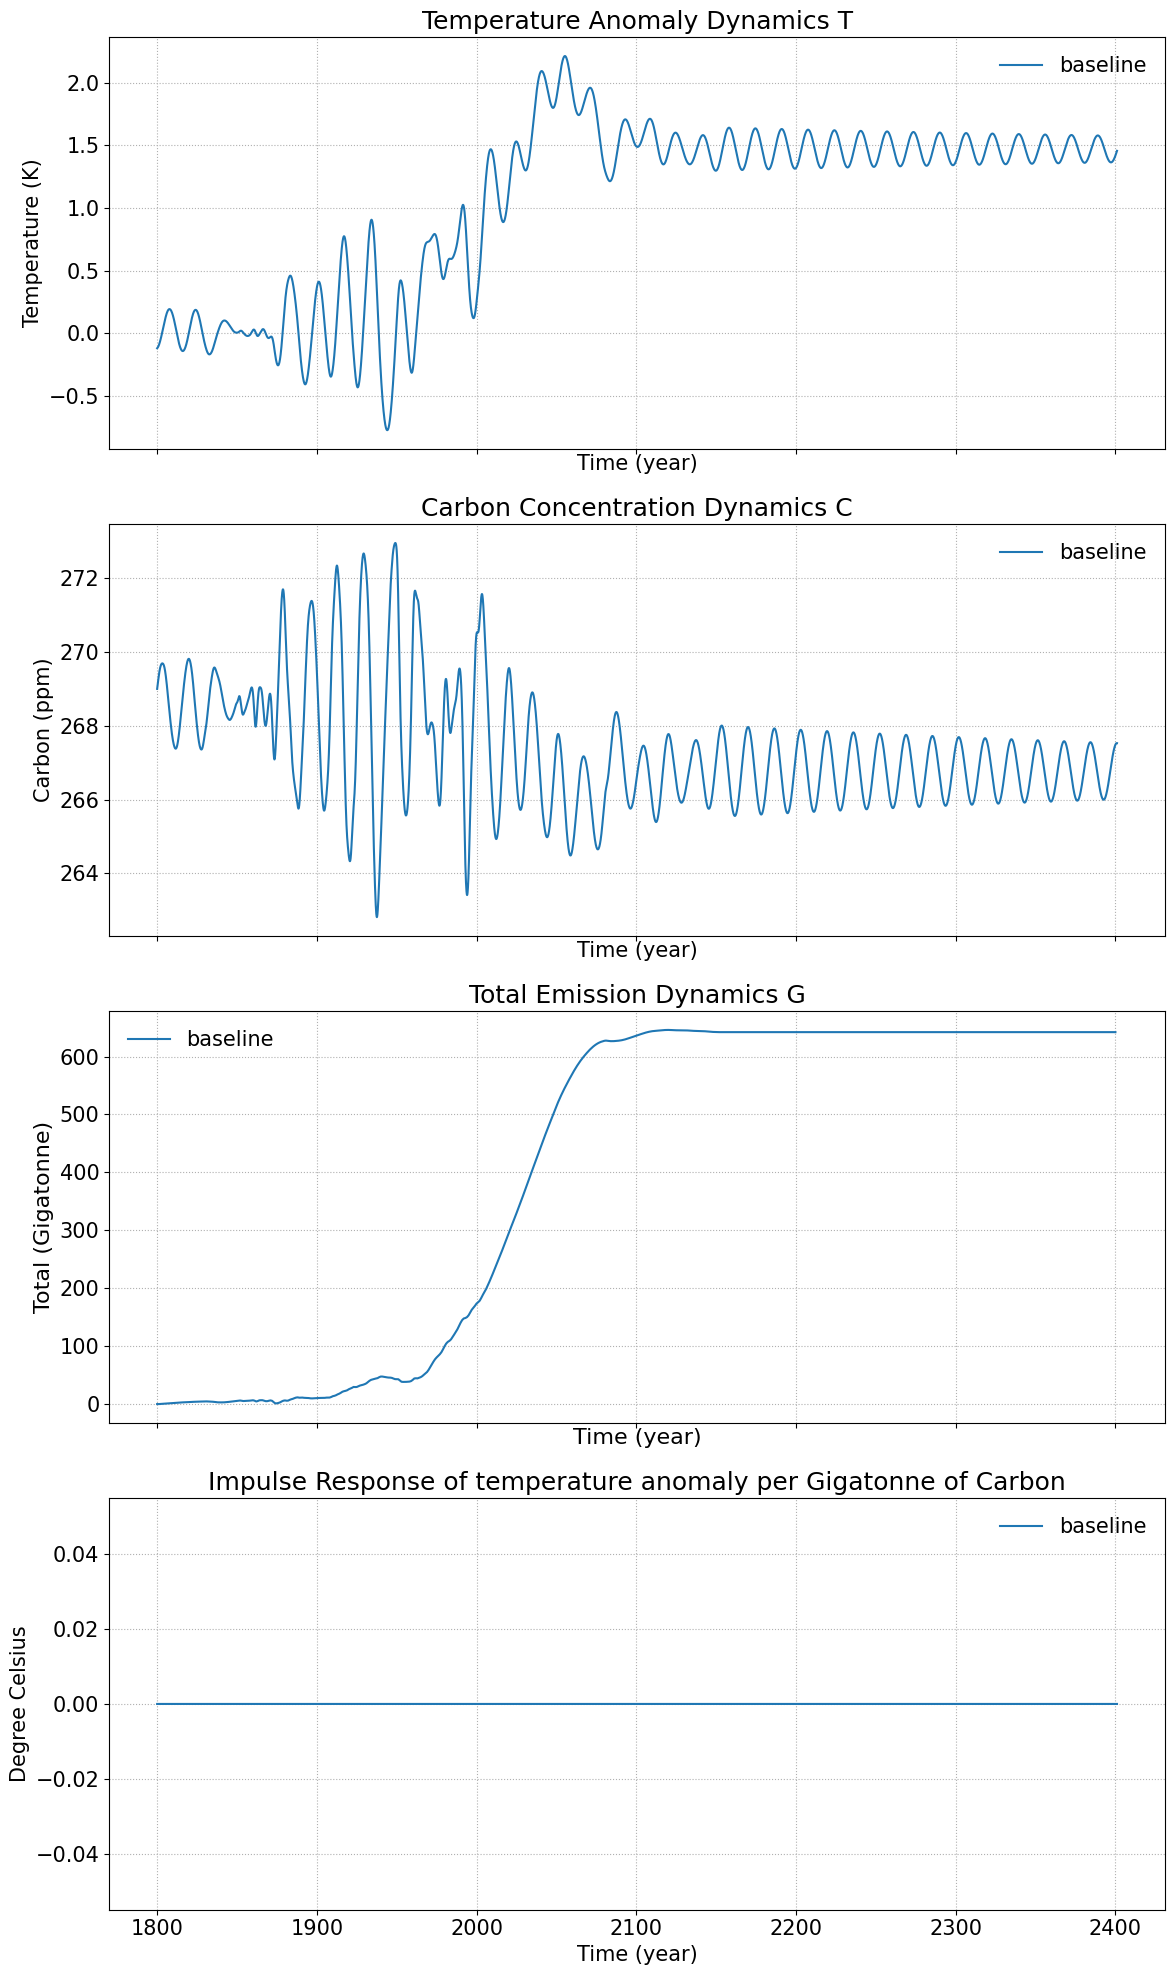 Temperature Anomaly Dynamics T
baseline
2.0
1.5
1.0
0.5
0.0
−0.5
Temperature (K)
Time (year)
Carbon Concentration Dynamics C
baseline
272
270
268
266
264
Carbon (ppm)
Time (year)
Total Emission Dynamics G
baseline
600
500
400
300
200
100
0
Total (Gigatonne)
Time (year)
Impulse Response of temperature anomaly per Gigatonne of Carbon
baseline
0.04
0.02
0.00
−0.02
−0.04
Degree Celsius
1800 1900 2000 2100 2200 2300 2400
Time (year)